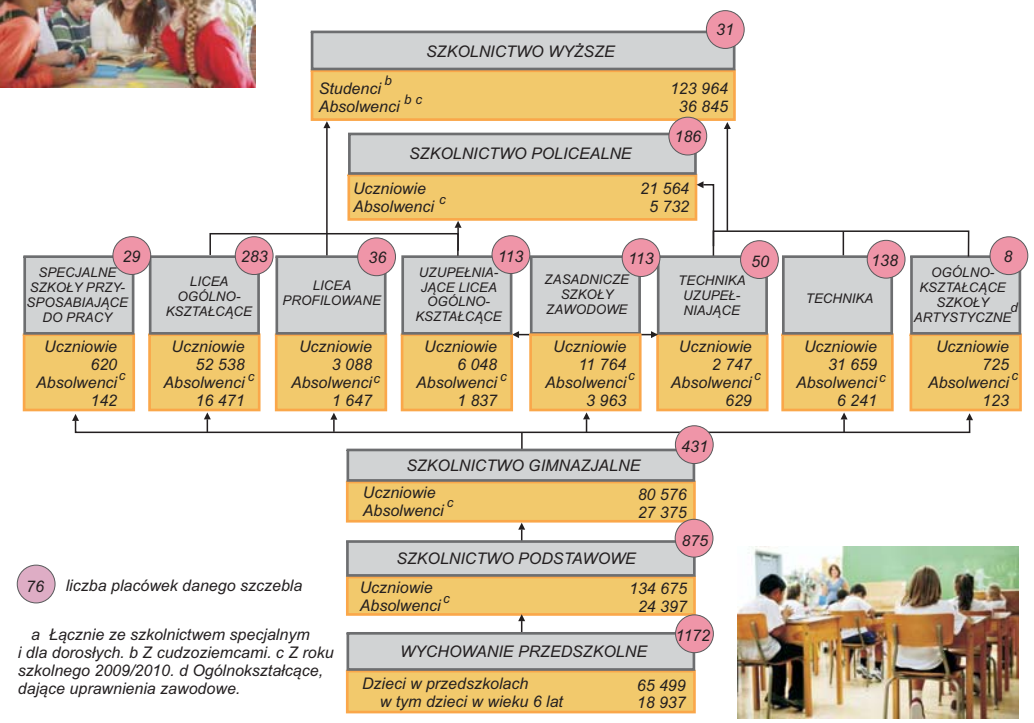 31
SZKOLNICTWO WYŻSZE
Studenci b 123 964
Absolwenci b c 36 845
186
SZKOLNICTWO POLICEALNE
Uczniowie 21 564
Absolwenci c 5 732
29
SPECJALNE
SZKOŁY PRZY-
SPOSABIAJĄCE
DO PRACY
Uczniowie
620
Absolwenci c
142
283
LICEA
OGÓLNO-
KSZTAŁCĄCE
Uczniowie
52 538
Absolwenci c
16 471
36
LICEA
PROFILOWANE
Uczniowie
3 088
Absolwenci c
1 647
113
UZUPEŁNIA-
JĄCE LICEA
OGÓLNO-
KSZTAŁCĄCE
Uczniowie
6 048
Absolwenci c
1 837
113
ZASADNICZE
SZKOŁY
ZAWODOWE
Uczniowie
11 764
Absolwenci c
3 963
50
TECHNIKA
UZUPEŁ-
NIAJĄCE
Uczniowie
2 747
Absolwenci c
629
138
TECHNIKA
Uczniowie
31 659
Absolwenci c
6 241
8
OGÓLNO-
KSZTAŁCĄCE
SZKOŁY
ARTYSTYCZNE d
Uczniowie
725
Absolwenci c
123
431
SZKOLNICTWO GIMNAZJALNE
Uczniowie 80 576
Absolwenci c 27 375
875
SZKOLNICTWO PODSTAWOWE
Uczniowie 134 675
Absolwenci c 24 397
1172
WYCHOWANIE PRZEDSZKOLNE
Dzieci w przedszkolach 65 499
w tym dzieci w wieku 6 lat 18 937
76 liczba placówek danego szczebla
a Łącznie ze szkolnictwem specjalnym
i dla dorosłych. b Z cudzoziemcami. c Z roku
szkolnego 2009/2010. d Ogólnokształcące,
dające uprawnienia zawodowe.